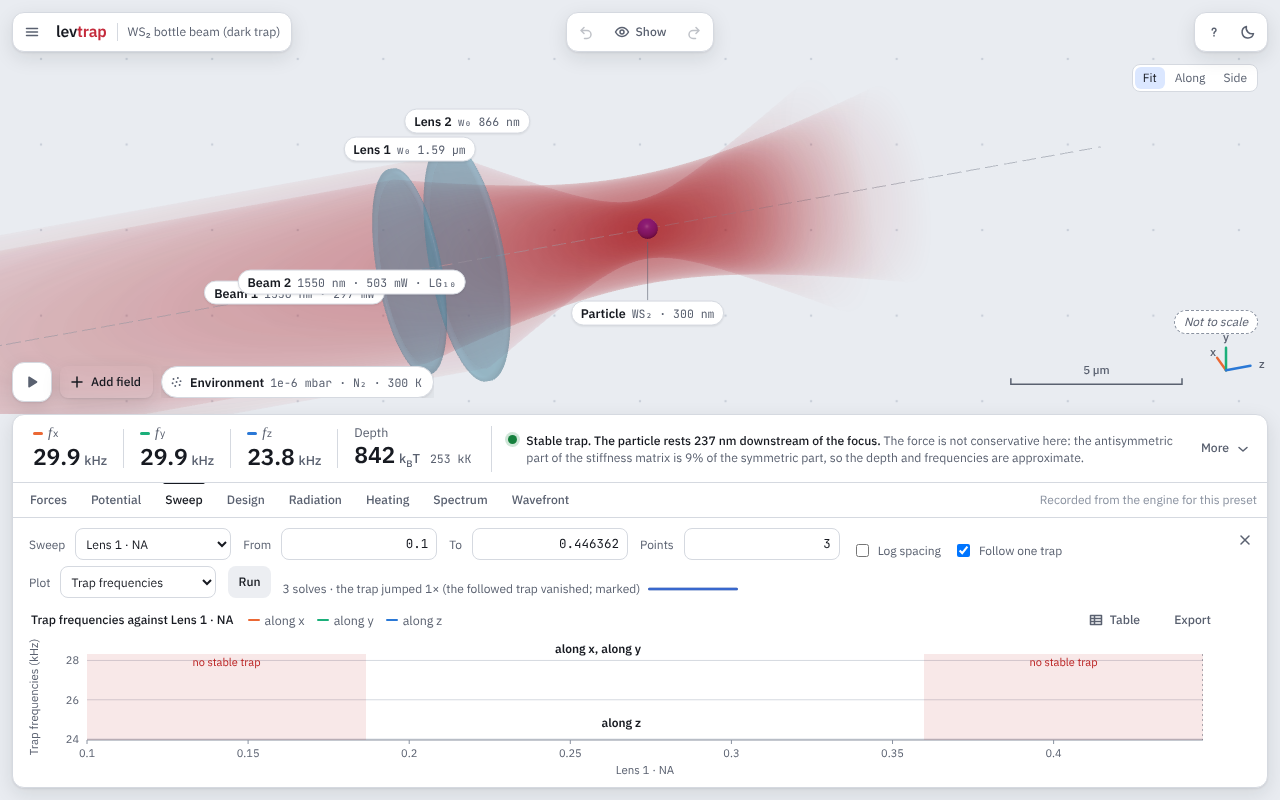 levtrap WS₂ bottle beam (dark trap)
Show
?
Fit Along Side
Lens 2 w₀ 866 nm
Lens 1 w₀ 1.59 µm
Beam 2 1550 nm · 503 mW · LG₁₀
Beam 1 1550 nm · 297 mW
Particle WS₂ · 300 nm
Not to scale
y
x
z
5 µm
Add field
Environment 1e-6 mbar · N₂ · 300 K
fx
29.9 kHz
fy
29.9 kHz
fz
23.8 kHz
Depth
842 kBT 253 kK
Stable trap. The particle rests 237 nm downstream of the focus. The force is not conservative here: the antisymmetric
part of the stiffness matrix is 9% of the symmetric part, so the depth and frequencies are approximate.
More
Forces Potential Sweep Design Radiation Heating Spectrum Wavefront
Recorded from the engine for this preset
Sweep Lens 1 · NA From 0.1 To 0.446362 Points 3 Log spacing Follow one trap
Plot Trap frequencies Run 3 solves · the trap jumped 1× (the followed trap vanished; marked)
Trap frequencies against Lens 1 · NA along x along y along z
Table Export
Trap frequencies (kHz)
28
26
24
no stable trap
along x, along y
along z
no stable trap
0.1 0.15 0.2 0.25 0.3 0.35 0.4
Lens 1 · NA